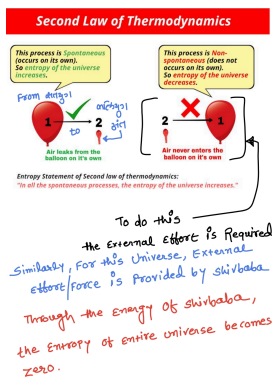 Second Law of Thermodynamics
This process is Spontaneous
(occurs on its own).
So entropy of the universe
increases.
This process is Non-
spontaneous (does not
occurs on its own).
So entropy of the universe
decreases.
From
1 2
to
2 1
Air leaks from the
balloon on it's own
Air never enters the
balloon on it's own
Entropy Statement of Second law of thermodynamics:
"In all the spontaneous processes, the entropy of the universe increases."
To do this
the External Effort is Required
Similarly, For this Universe, External
Effort/Force is Provided by shivbaba
Through the energy of shivbaba,
the Entropy of entire universe becomes
zero.